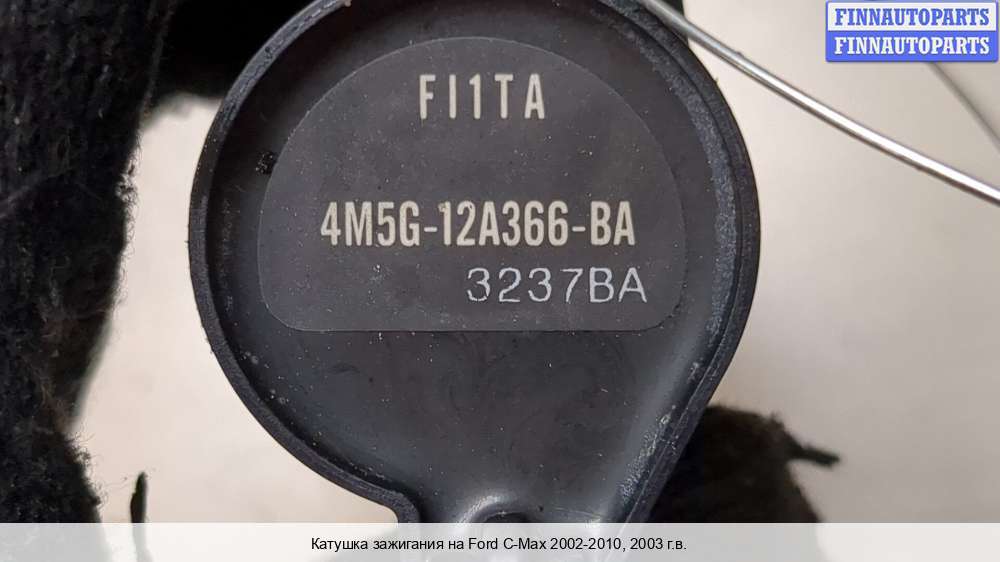 FINNAUTOPARTS
FINNAUTOPARTS
FI1TA
4M5G-12A366-BA
3237BA
Катушка зажигания на Ford C-Max 2002-2010, 2003 г.в.